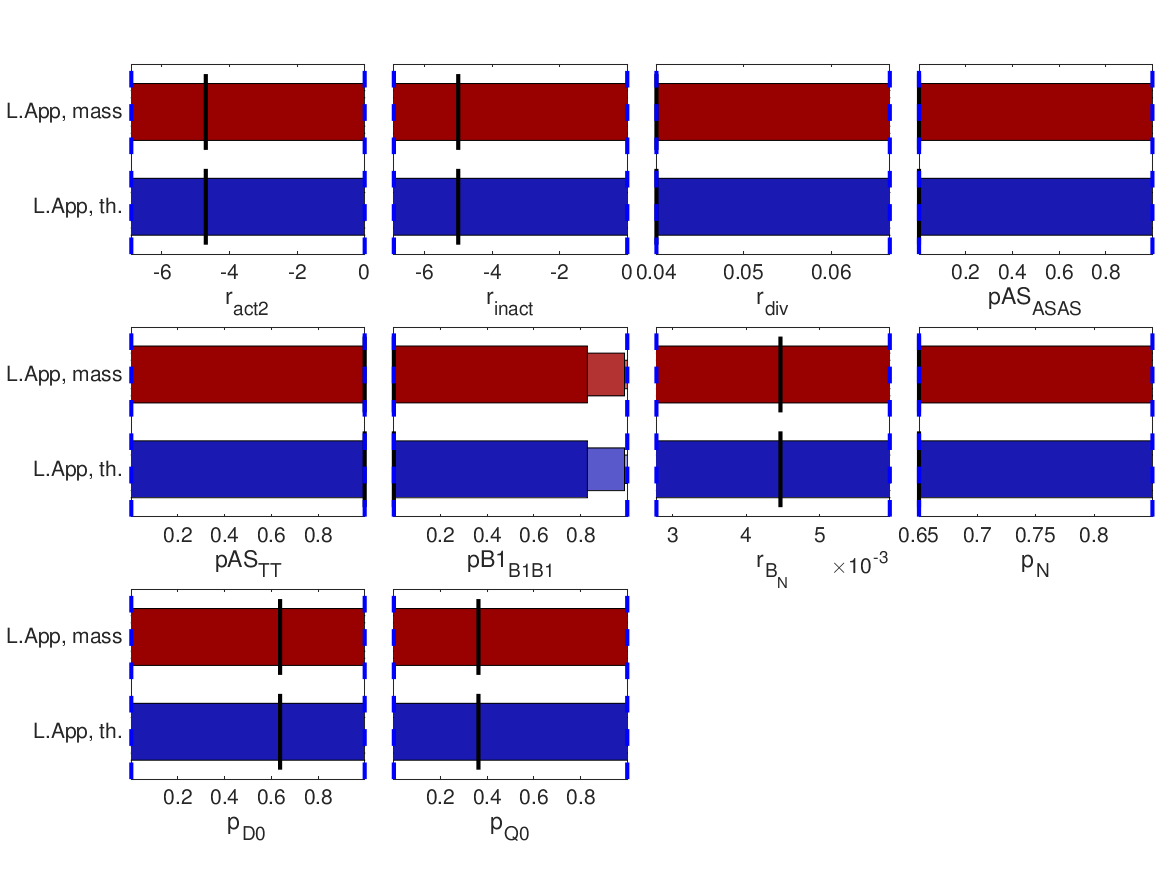 L.App, mass
L.App, th.
-6 -4 -2 0
r_act2
-6 -4 -2 0
r_inact
0.04 0.05 0.06
r_div
0.2 0.4 0.6 0.8
pAS_ASAS
L.App, mass
L.App, th.
0.2 0.4 0.6 0.8
pAS_TT
0.2 0.4 0.6 0.8
pB1_B1B1
3 4 5
×10^-3
r_B_N
0.65 0.7 0.75 0.8
p_N
L.App, mass
L.App, th.
0.2 0.4 0.6 0.8
p_D0
0.2 0.4 0.6 0.8
p_Q0